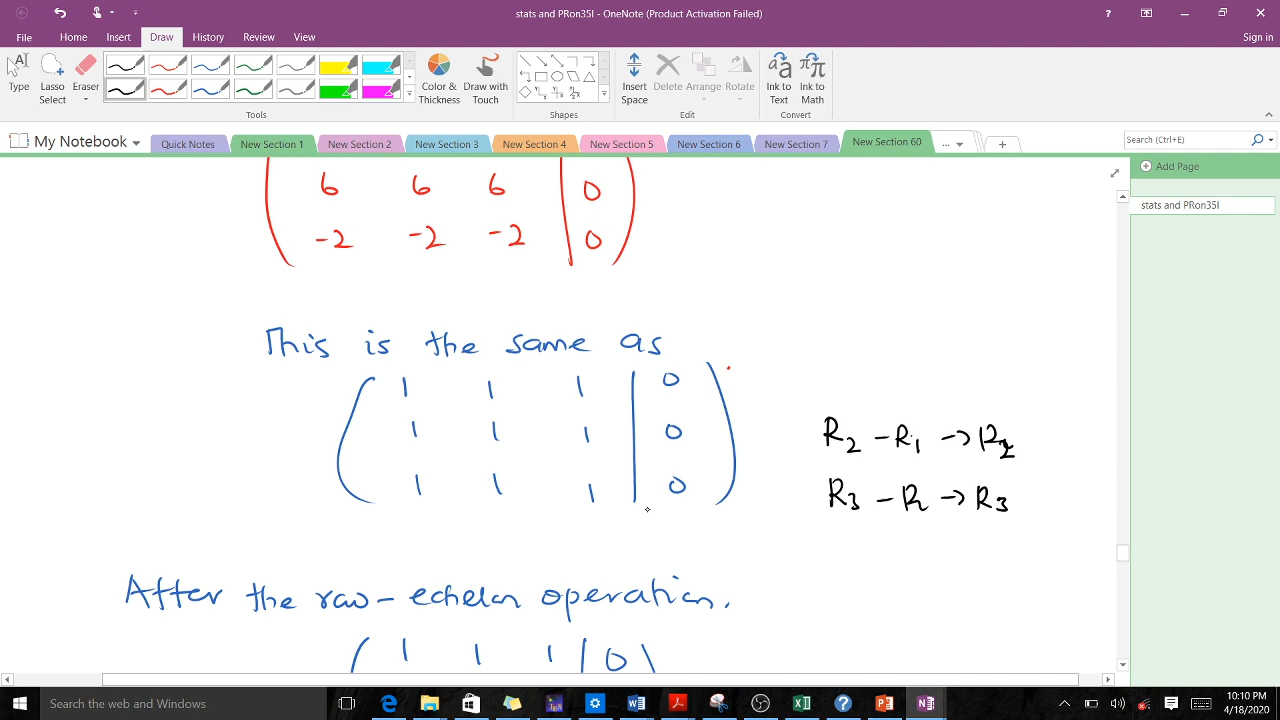 stats and PRon35l - OneNote (Product Activation Failed)
File Home Insert Draw History Review View Sign in
Type Lasso Select Eraser Color & Thickness Draw with Touch Insert Space Delete Arrange Rotate Ink to Text Ink to Math
Tools Shapes Edit Convert
My Notebook Quick Notes New Section 1 New Section 2 New Section 3 New Section 4 New Section 5 New Section 6 New Section 7 New Section 60 ... Search (Ctrl+E)
Add Page
stats and PRon35l
6 6 6 | 0
-2 -2 -2 | 0
This is the same as
1 1 1 | 0
1 1 1 | 0
1 1 1 | 0
R2 - R1 -> R2
R3 - R -> R3
After the row-echelon operation.
1 1 1 | 0
Search the web and Windows
10:10 PM
4/18/2020